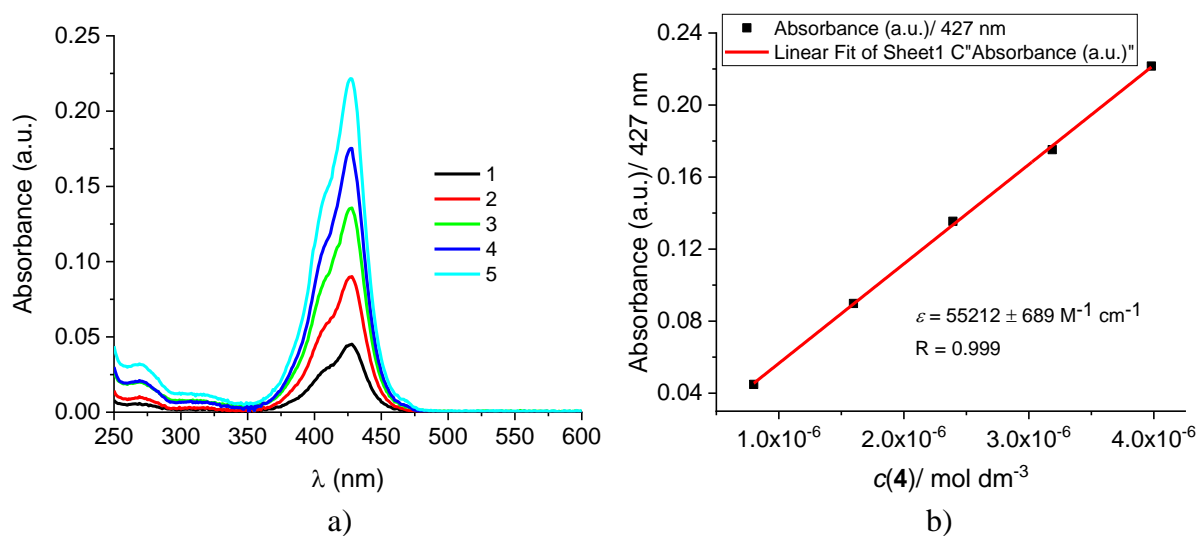 0.25
0.20
0.15
0.10
0.05
0.00
Absorbance (a.u.)
1
2
3
4
5
250 300 350 400 450 500 550 600
λ (nm)
a)
Absorbance (a.u.)/ 427 nm
Linear Fit of Sheet1 C"Absorbance (a.u.)"
0.24
0.20
0.16
0.12
0.08
0.04
Absorbance (a.u.)/ 427 nm
ε = 55212 ± 689 M⁻¹ cm⁻¹
R = 0.999
1.0x10⁻⁶ 2.0x10⁻⁶ 3.0x10⁻⁶ 4.0x10⁻⁶
c(4)/ mol dm⁻³
b)